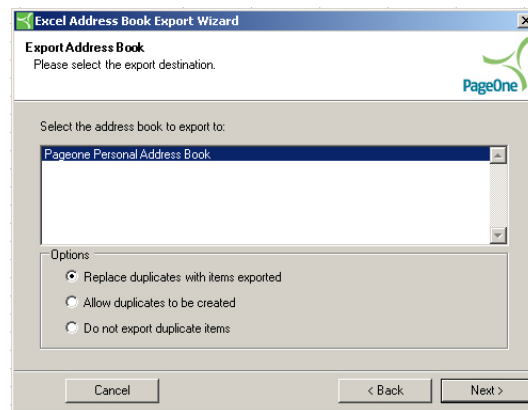 Excel Address Book Export Wizard
Export Address Book
Please select the export destination.
PageOne
Select the address book to export to:
Pageone Personal Address Book
Options
Replace duplicates with items exported
Allow duplicates to be created
Do not export duplicate items
Cancel
< Back
Next >